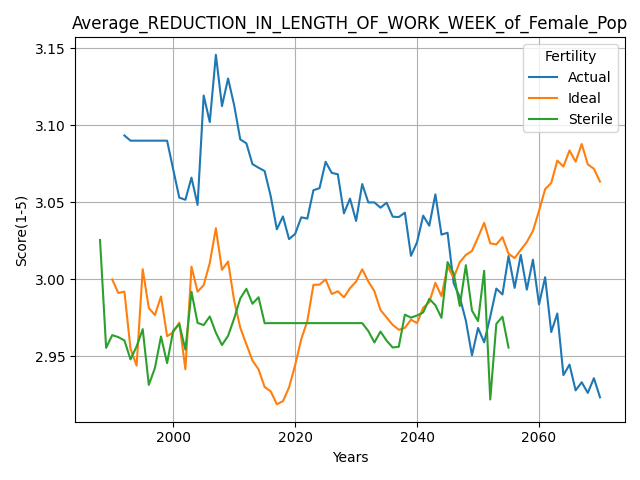 Average_REDUCTION_IN_LENGTH_OF_WORK_WEEK_of_Female_Pop
3.15
3.10
3.05
3.00
2.95
Score(1-5)
Fertility
Actual
Ideal
Sterile
2000
2020
2040
2060
Years